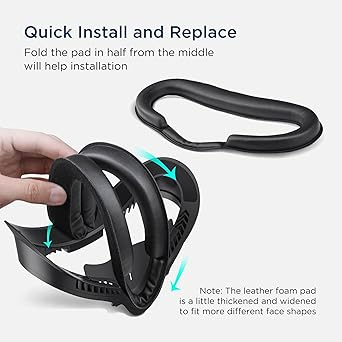 Quick Install and Replace
Fold the pad in half from the middle
will help installation
Note: The leather foam pad
is a little thickened and widened
to fit more different face shapes